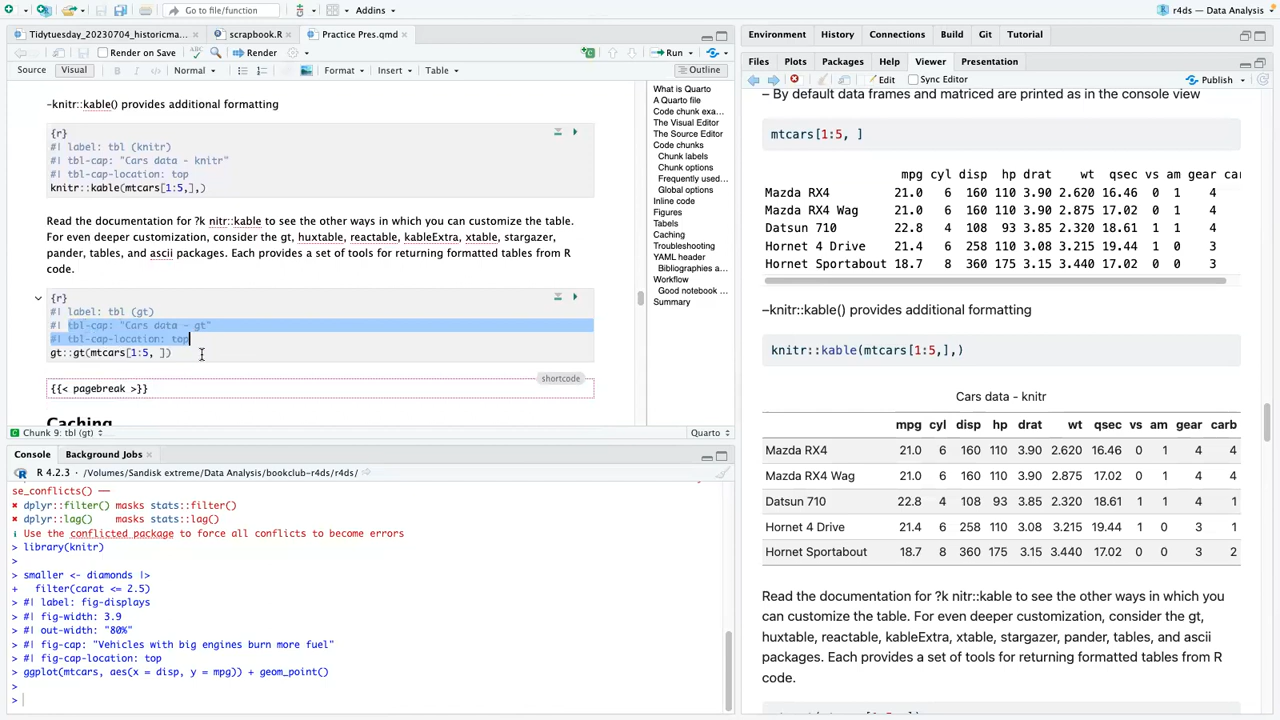 Go to file/function
Addins
r4ds – Data Analysis
Tidytuesday_20230704_historicma...
scrapbook.R
Practice Pres.qmd
Render on Save
Render
Run
Source
Visual
B
I
</>
Normal
Format
Insert
Table
Outline
–knitr::kable() provides additional formatting
{r}
#| label: tbl (knitr)
#| tbl-cap: "Cars data - knitr"
#| tbl-cap-location: top
knitr::kable(mtcars[1:5,],)
Read the documentation for ?k nitr::kable to see the other ways in which you can customize the table.
For even deeper customization, consider the gt, huxtable, reactable, kableExtra, xtable, stargazer,
pander, tables, and ascii packages. Each provides a set of tools for returning formatted tables from R
code.
{r}
#| label: tbl (gt)
#| tbl-cap: "Cars data - gt"
#| tbl-cap-location: top
gt::gt(mtcars[1:5, ])
shortcode
{{< pagebreak >}}
Caching
Chunk 9: tbl (gt)
Quarto
What is Quarto
A Quarto file
Code chunk exa...
The Visual Editor
The Source Editor
Code chunks
Chunk labels
Chunk options
Frequently used...
Global options
Inline code
Figures
Tabels
Caching
Troubleshooting
YAML header
Bibliographies a...
Workflow
Good notebook ...
Summary
Console
Background Jobs
R 4.2.3 · /Volumes/Sandisk extreme/Data Analysis/bookclub-r4ds/r4ds/
se_conflicts() ——
✖ dplyr::filter() masks stats::filter()
✖ dplyr::lag() masks stats::lag()
ℹ Use the conflicted package to force all conflicts to become errors
> library(knitr)
>
> smaller <- diamonds |>
+ filter(carat <= 2.5)
> #| label: fig-displays
> #| fig-width: 3.9
> #| out-width: "80%"
> #| fig-cap: "Vehicles with big engines burn more fuel"
> #| fig-cap-location: top
> ggplot(mtcars, aes(x = disp, y = mpg)) + geom_point()
>
>
Environment
History
Connections
Build
Git
Tutorial
Files
Plots
Packages
Help
Viewer
Presentation
Edit
Sync Editor
Publish
– By default data frames and matriced are printed as in the console view
mtcars[1:5, ]
mpg cyl disp hp drat wt qsec vs am gear car
Mazda RX4 21.0 6 160 110 3.90 2.620 16.46 0 1 4
Mazda RX4 Wag 21.0 6 160 110 3.90 2.875 17.02 0 1 4
Datsun 710 22.8 4 108 93 3.85 2.320 18.61 1 1 4
Hornet 4 Drive 21.4 6 258 110 3.08 3.215 19.44 1 0 3
Hornet Sportabout 18.7 8 360 175 3.15 3.440 17.02 0 0 3
–knitr::kable() provides additional formatting
knitr::kable(mtcars[1:5,],)
Cars data - knitr
mpg cyl disp hp drat wt qsec vs am gear carb
Mazda RX4 21.0 6 160 110 3.90 2.620 16.46 0 1 4 4
Mazda RX4 Wag 21.0 6 160 110 3.90 2.875 17.02 0 1 4 4
Datsun 710 22.8 4 108 93 3.85 2.320 18.61 1 1 4 1
Hornet 4 Drive 21.4 6 258 110 3.08 3.215 19.44 1 0 3 1
Hornet Sportabout 18.7 8 360 175 3.15 3.440 17.02 0 0 3 2
Read the documentation for ?k nitr::kable to see the other ways in which you
can customize the table. For even deeper customization, consider the gt,
huxtable, reactable, kableExtra, xtable, stargazer, pander, tables, and ascii
packages. Each provides a set of tools for returning formatted tables from R
code.